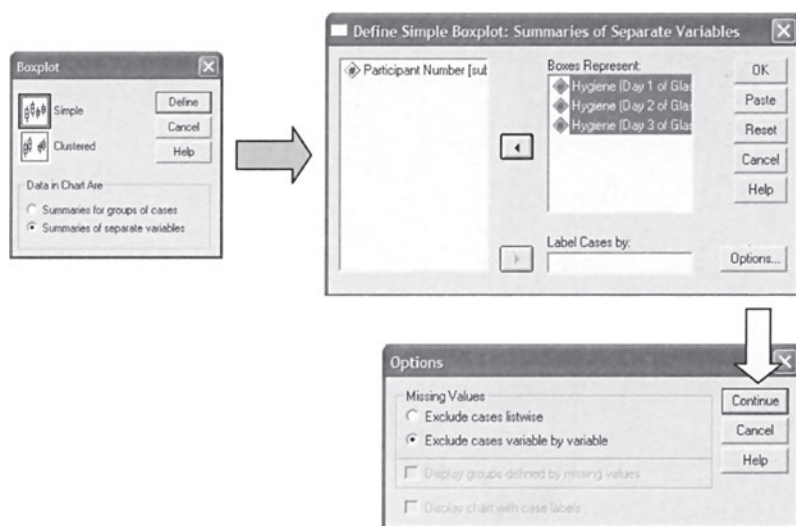 Boxplot
Simple
Define
Clustered
Cancel
Help
Data in Chart Are
Summaries for groups of cases
Summaries of separate variables
Define Simple Boxplot: Summaries of Separate Variables
Participant Number [sub
Boxes Represent:
Hygiene (Day 1 of Glas
Hygiene (Day 2 of Glas
Hygiene (Day 3 of Glas
OK
Paste
Reset
Cancel
Help
Label Cases by:
Options...
Options
Missing Values
Exclude cases listwise
Exclude cases variable by variable
Display groups defined by missing values
Display chart with case labels
Continue
Cancel
Help